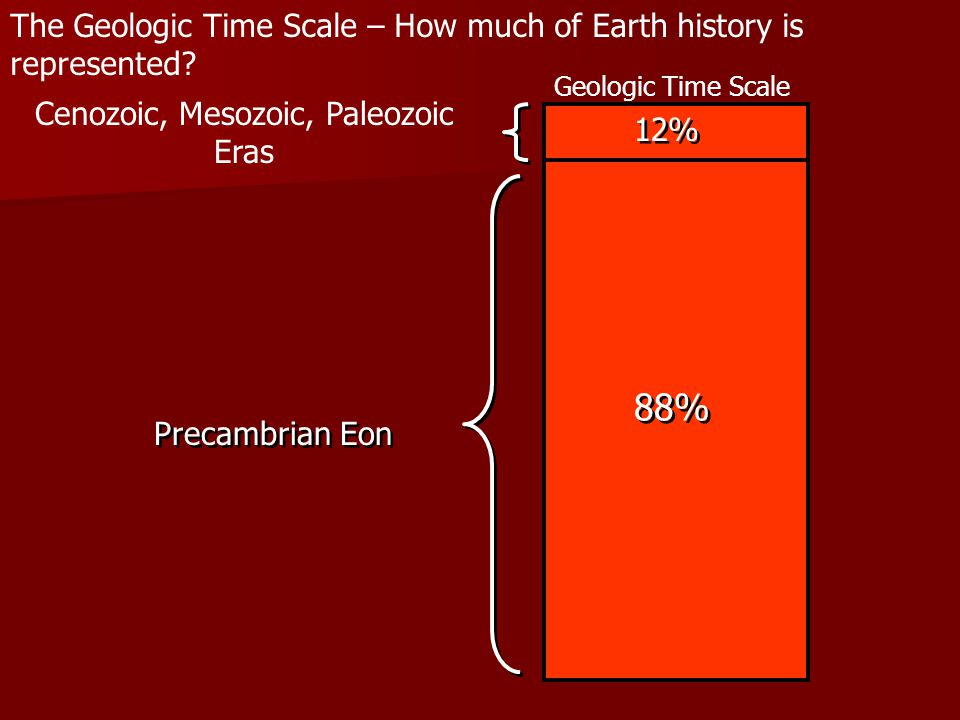 The Geologic Time Scale – How much of Earth history is
represented?
Geologic Time Scale
Cenozoic, Mesozoic, Paleozoic
Eras
12%
88%
Precambrian Eon